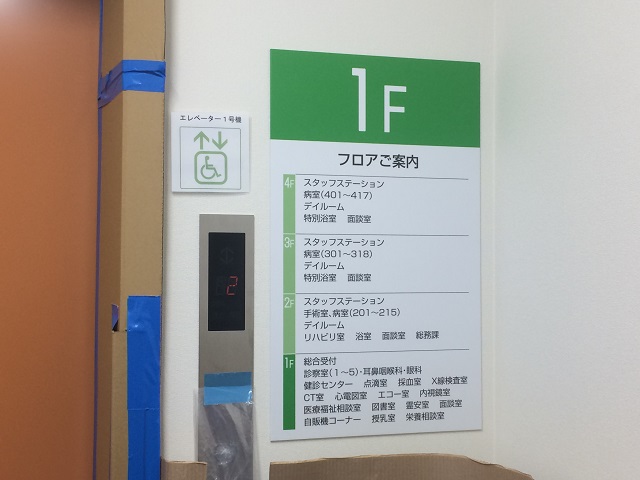 エレベーター1号機
2
1F
フロアご案内
4F
スタッフステーション
病室(401～417)
デイルーム
特別浴室 面談室
3F
スタッフステーション
病室(301～318)
デイルーム
特別浴室 面談室
2F
スタッフステーション
手術室、病室(201～215)
デイルーム
リハビリ室 浴室 面談室 総務課
1F
総合受付
診察室(1～5)・耳鼻咽喉科・眼科
健診センター 点滴室 採血室 X線検査室
CT室 心電図室 エコー室 内視鏡室
医療福祉相談室 図書室 霊安室 面談室
自販機コーナー 授乳室 栄養相談室